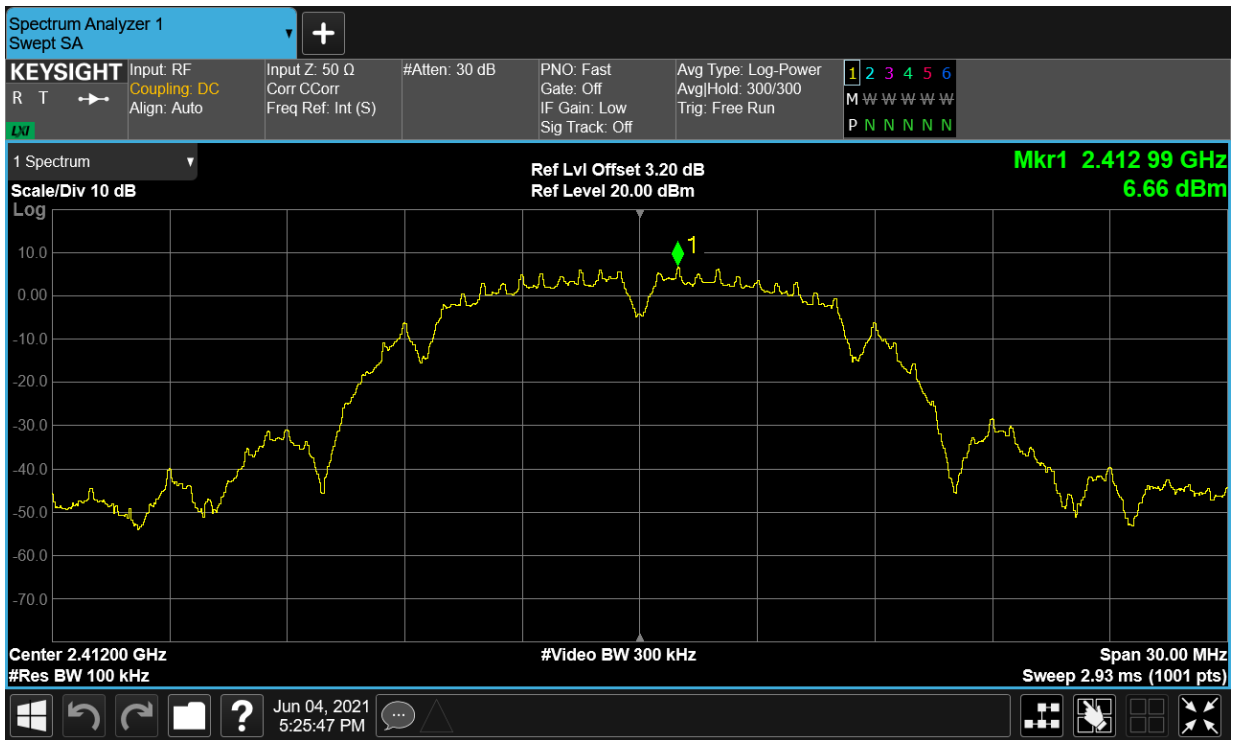 Spectrum Analyzer 1
Swept SA
▼
+
KEYSIGHT
R T
LXI
Input: RF
Coupling: DC
Align: Auto
Input Z: 50 Ω
Corr CCorr
Freq Ref: Int (S)
#Atten: 30 dB
PNO: Fast
Gate: Off
IF Gain: Low
Sig Track: Off
Avg Type: Log-Power
Avg|Hold: 300/300
Trig: Free Run
1 2 3 4 5 6
M W W W W W
P N N N N N
1 Spectrum ▼
Scale/Div 10 dB
Ref Lvl Offset 3.20 dB
Ref Level 20.00 dBm
Mkr1 2.412 99 GHz
6.66 dBm
Log
1
10.0
0.00
-10.0
-20.0
-30.0
-40.0
-50.0
-60.0
-70.0
Center 2.41200 GHz
#Res BW 100 kHz
#Video BW 300 kHz
Span 30.00 MHz
Sweep 2.93 ms (1001 pts)
?
Jun 04, 2021
5:25:47 PM